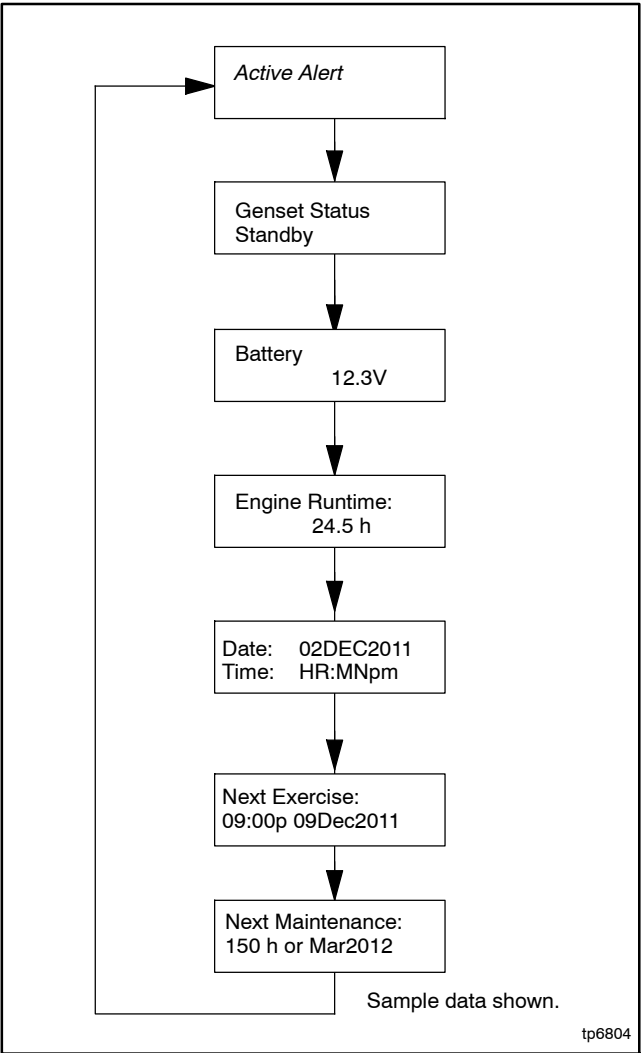 Active Alert
Genset Status
Standby
Battery
12.3V
Engine Runtime:
24.5 h
Date: 02DEC2011
Time: HR:MNpm
Next Exercise:
09:00p 09Dec2011
Next Maintenance:
150 h or Mar2012
Sample data shown.
tp6804